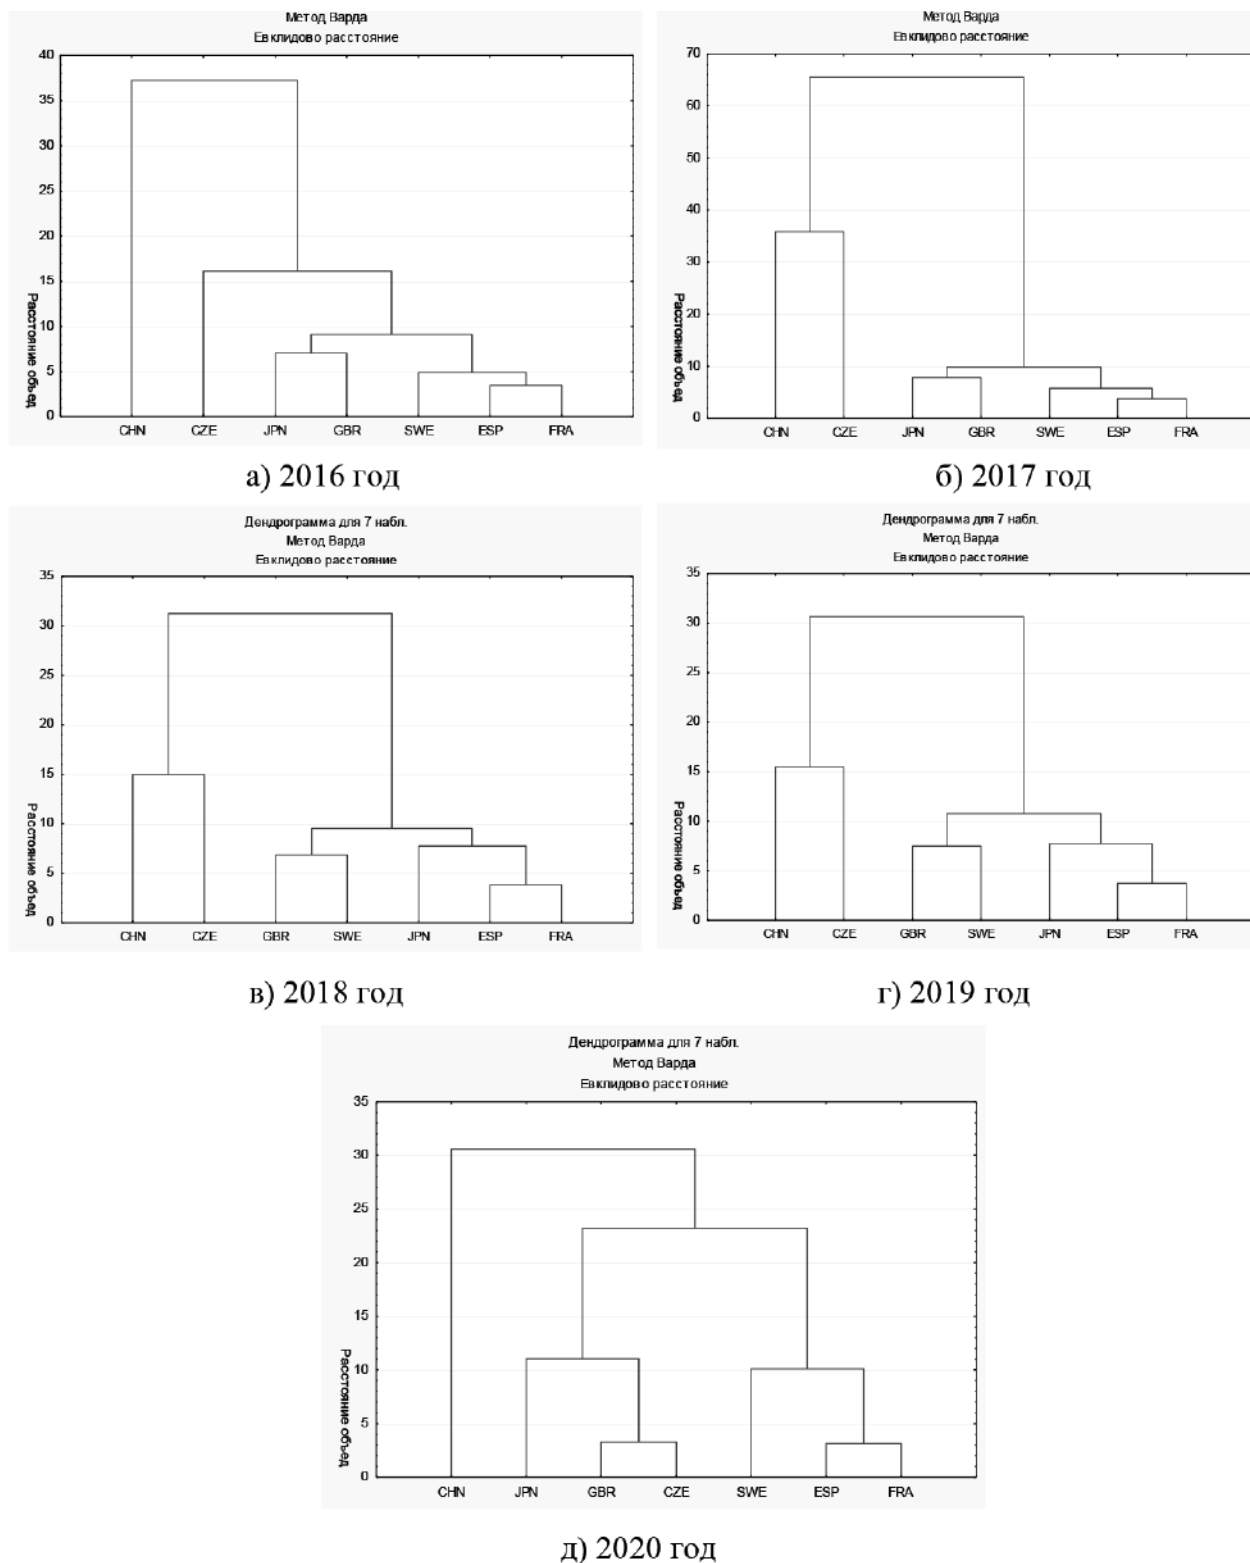 Метод Варда
Евклидово расстояние
40
35
30
25
20
15
10
5
0
Расстояние объед
CHN CZE JPN GBR SWE ESP FRA
а) 2016 год
Метод Варда
Евклидово расстояние
70
60
50
40
30
20
10
0
Расстояние объед
CHN CZE JPN GBR SWE ESP FRA
б) 2017 год
Дендрограмма для 7 набл.
Метод Варда
Евклидово расстояние
35
30
25
20
15
10
5
0
Расстояние объед
CHN CZE GBR SWE JPN ESP FRA
в) 2018 год
Дендрограмма для 7 набл.
Метод Варда
Евклидово расстояние
35
30
25
20
15
10
5
0
Расстояние объед
CHN CZE GBR SWE JPN ESP FRA
г) 2019 год
Дендрограмма для 7 набл.
Метод Варда
Евклидово расстояние
35
30
25
20
15
10
5
0
Расстояние объед
CHN JPN GBR CZE SWE ESP FRA
д) 2020 год